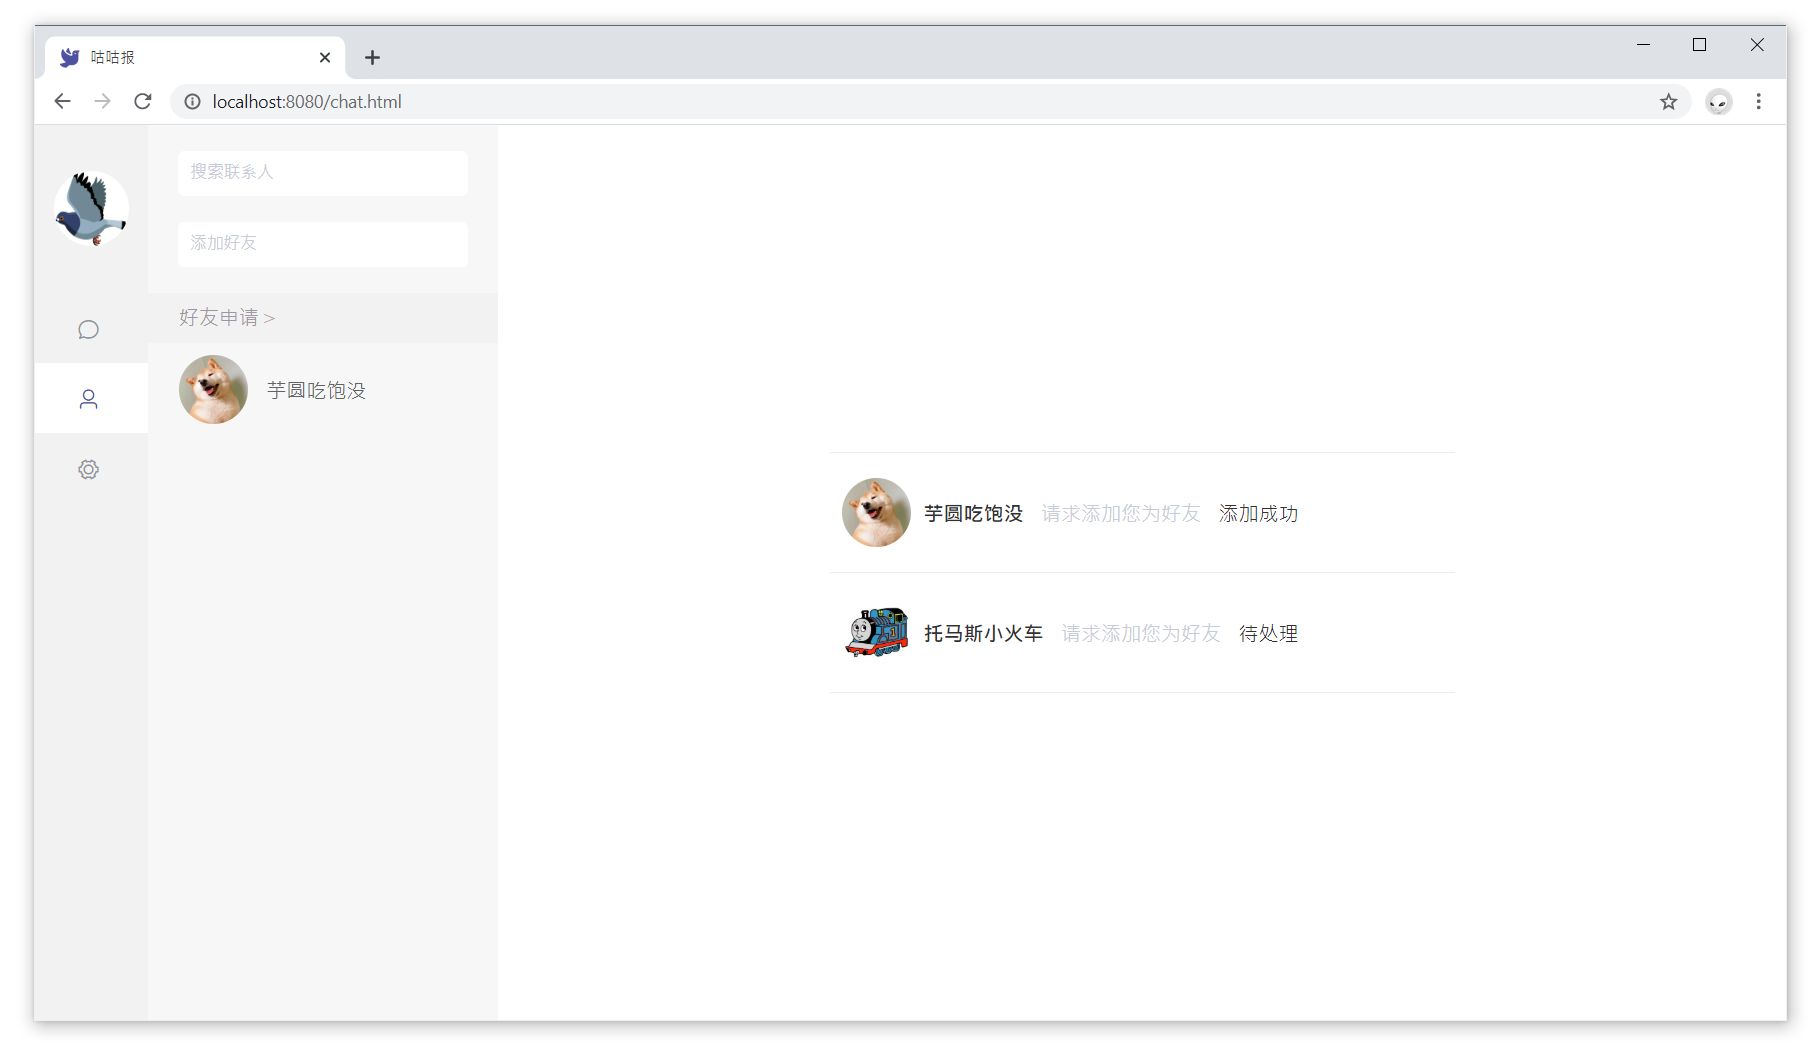 咕咕报
localhost:8080/chat.html
搜索联系人
添加好友
好友申请 >
芋圆吃饱没
芋圆吃饱没 请求添加您为好友 添加成功
托马斯小火车 请求添加您为好友 待处理